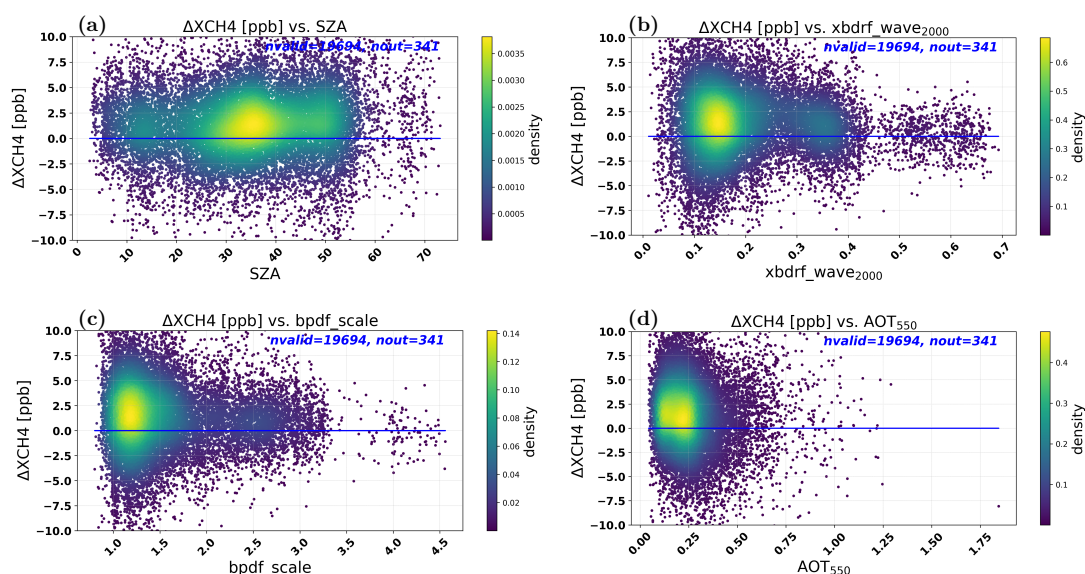 (a)
ΔXCH4 [ppb] vs. SZA
nvalid=19694, nout=341
10.0
7.5
5.0
2.5
0.0
−2.5
−5.0
−7.5
−10.0
ΔXCH4 [ppb]
0 10 20 30 40 50 60 70
SZA
0.0035
0.0030
0.0025
0.0020
0.0015
0.0010
0.0005
density
(b)
ΔXCH4 [ppb] vs. xbdrf_wave2000
nvalid=19694, nout=341
10.0
7.5
5.0
2.5
0.0
−2.5
−5.0
−7.5
−10.0
ΔXCH4 [ppb]
0.0 0.1 0.2 0.3 0.4 0.5 0.6 0.7
xbdrf_wave2000
0.6
0.5
0.4
0.3
0.2
0.1
density
(c)
ΔXCH4 [ppb] vs. bpdf_scale
nvalid=19694, nout=341
10.0
7.5
5.0
2.5
0.0
−2.5
−5.0
−7.5
−10.0
ΔXCH4 [ppb]
1.0 1.5 2.0 2.5 3.0 3.5 4.0 4.5
bpdf_scale
0.14
0.12
0.10
0.08
0.06
0.04
0.02
density
(d)
ΔXCH4 [ppb] vs. AOT550
nvalid=19694, nout=341
10.0
7.5
5.0
2.5
0.0
−2.5
−5.0
−7.5
−10.0
ΔXCH4 [ppb]
0.00 0.25 0.50 0.75 1.00 1.25 1.50 1.75
AOT550
0.4
0.3
0.2
0.1
density